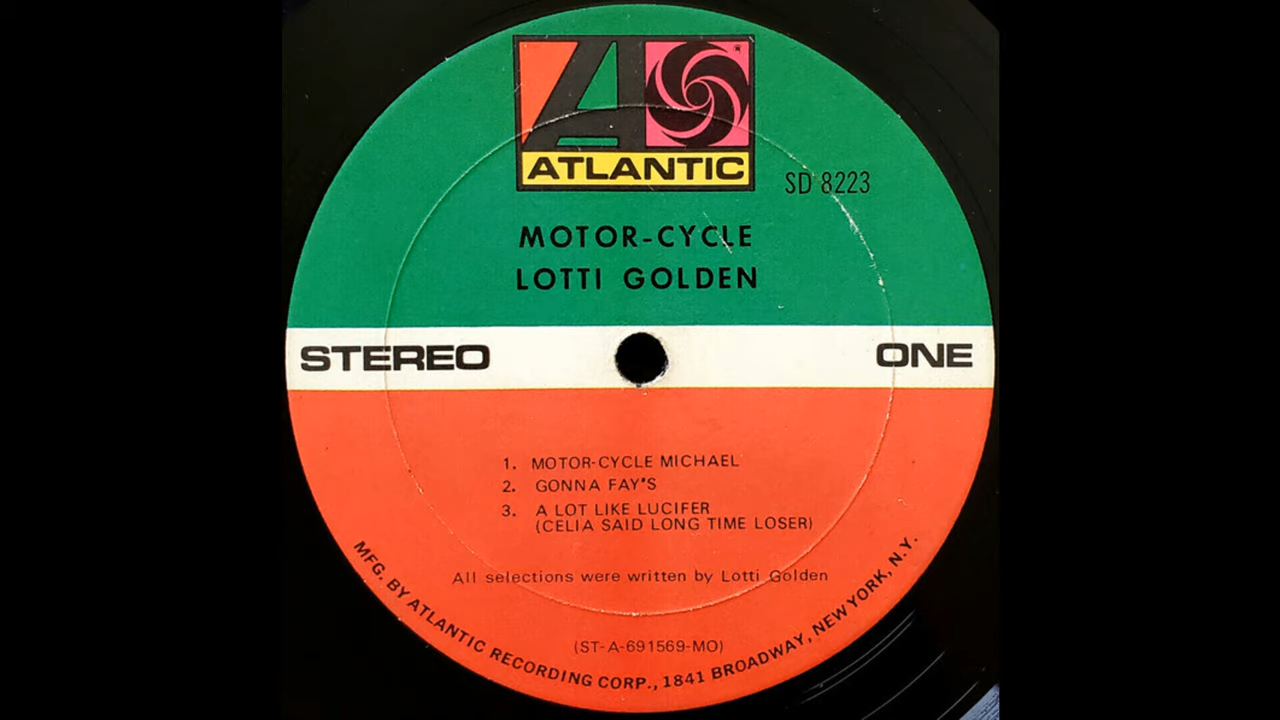 ATLANTIC
SD 8223
MOTOR-CYCLE
LOTTI GOLDEN
STEREO
ONE
1. MOTOR-CYCLE MICHAEL
2. GONNA FAY'S
3. A LOT LIKE LUCIFER
(CELIA SAID LONG TIME LOSER)
All selections were written by Lotti Golden
(ST-A-691569-MO)
MFG. BY ATLANTIC RECORDING CORP., 1841 BROADWAY, NEW YORK, N.Y.